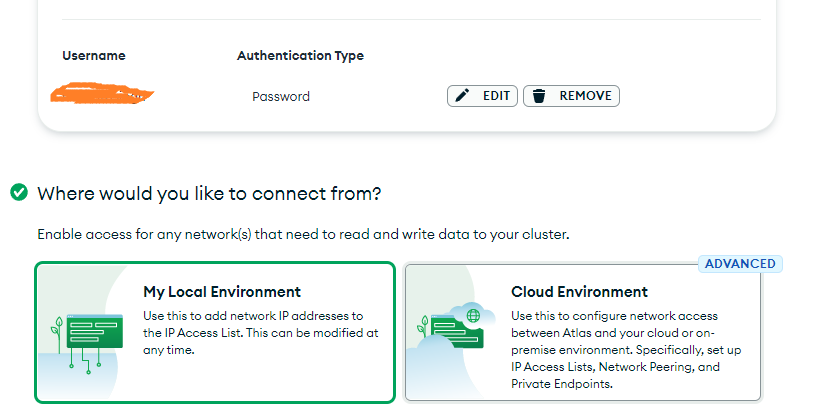 Username Authentication Type
Password EDIT REMOVE
Where would you like to connect from?
Enable access for any network(s) that need to read and write data to your cluster.
ADVANCED
My Local Environment
Use this to add network IP addresses to
the IP Access List. This can be modified at
any time.
Cloud Environment
Use this to configure network access
between Atlas and your cloud or on-
premise environment. Specifically, set up
IP Access Lists, Network Peering, and
Private Endpoints.